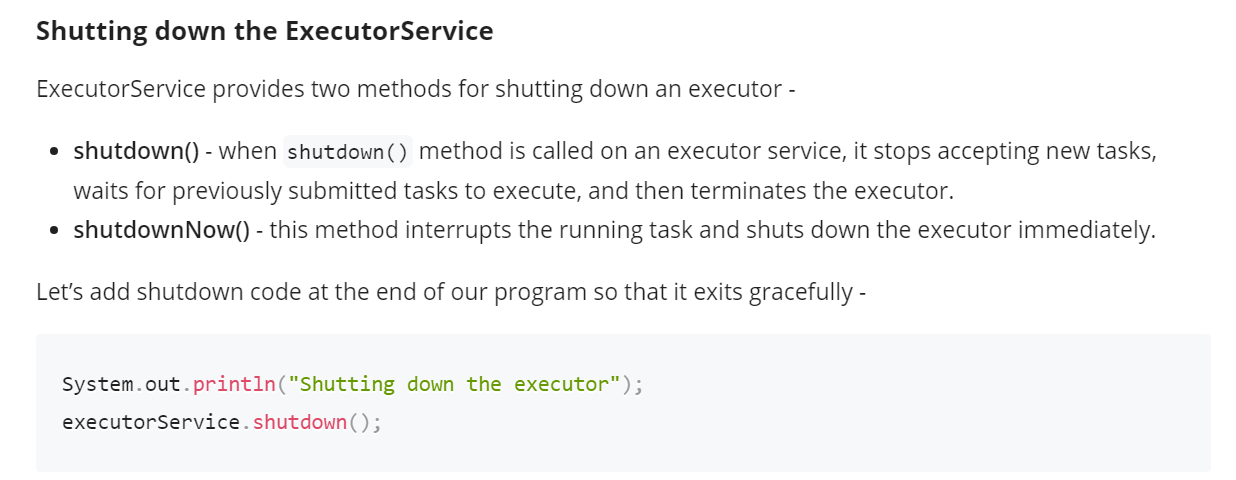 Shutting down the ExecutorService
ExecutorService provides two methods for shutting down an executor -
• shutdown() - when shutdown() method is called on an executor service, it stops accepting new tasks,
waits for previously submitted tasks to execute, and then terminates the executor.
• shutdownNow() - this method interrupts the running task and shuts down the executor immediately.
Let’s add shutdown code at the end of our program so that it exits gracefully -
System.out.println("Shutting down the executor");
executorService.shutdown();